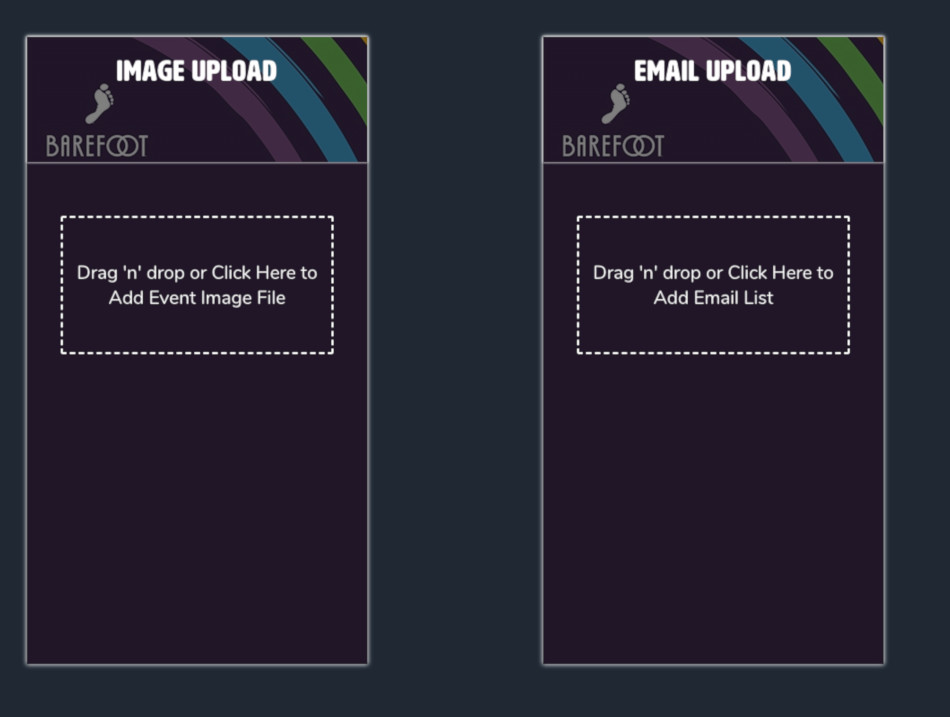 IMAGE UPLOAD
BAREFOOT
Drag 'n' drop or Click Here to
Add Event Image File
EMAIL UPLOAD
BAREFOOT
Drag 'n' drop or Click Here to
Add Email List